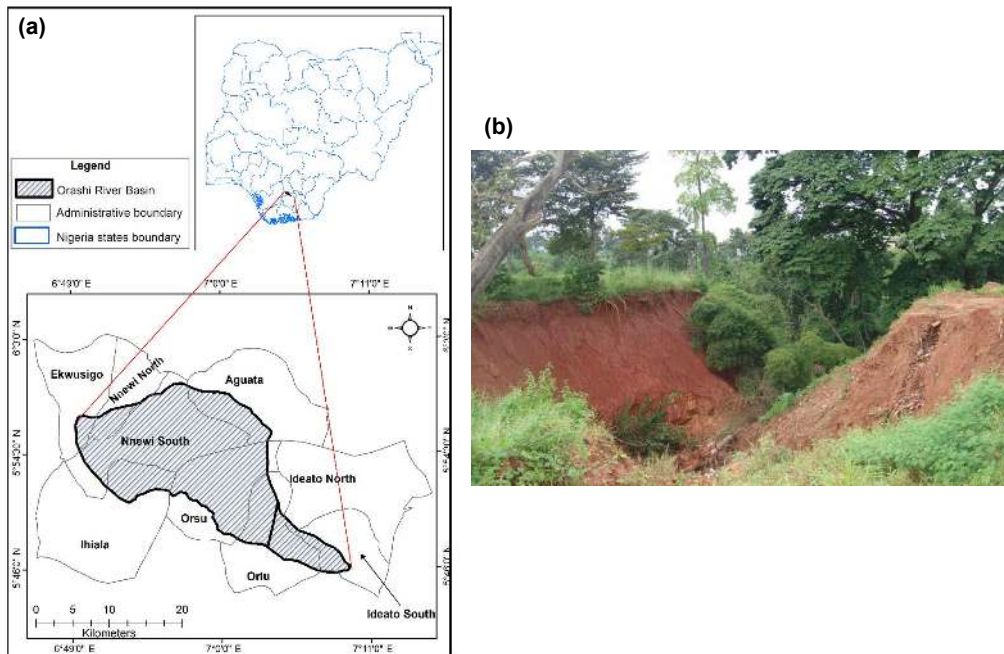 (a)
Legend
Orashi River Basin
Administrative boundary
Nigeria states boundary
6°49'0" E 7°0'0" E 7°11'0" E
6°0'0" N
Ekwusigo
Nnewi North
Aguata
Nnewi South
5°54'0" N
Ideato North
Orsu
Ihiala
Orlu
5°46'0" N
Ideato South
0 5 10 20
Kilometers
6°49'0" E 7°0'0" E 7°11'0" E
(b)